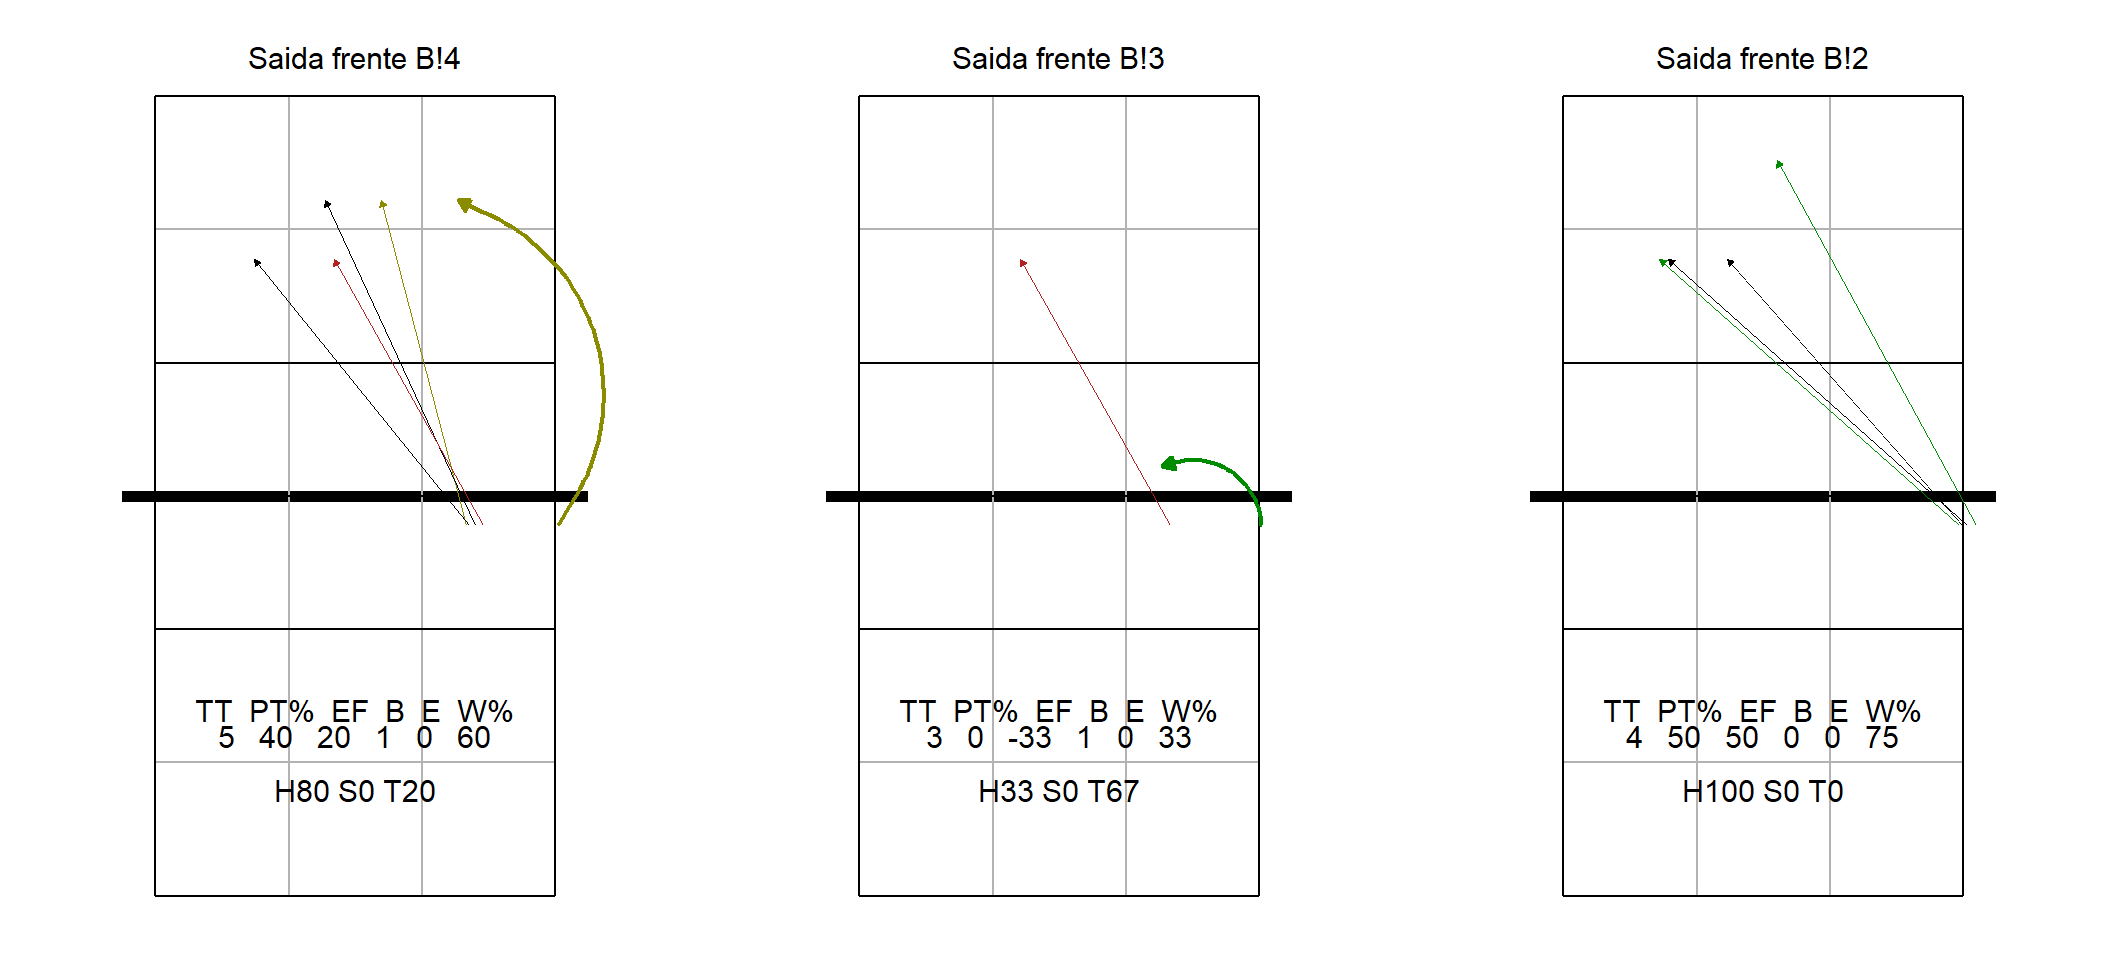 Saida frente B!4
TT PT% EF B E W%
5 40 20 1 0 60
H80 S0 T20
Saida frente B!3
TT PT% EF B E W%
3 0 -33 1 0 33
H33 S0 T67
Saida frente B!2
TT PT% EF B E W%
4 50 50 0 0 75
H100 S0 T0